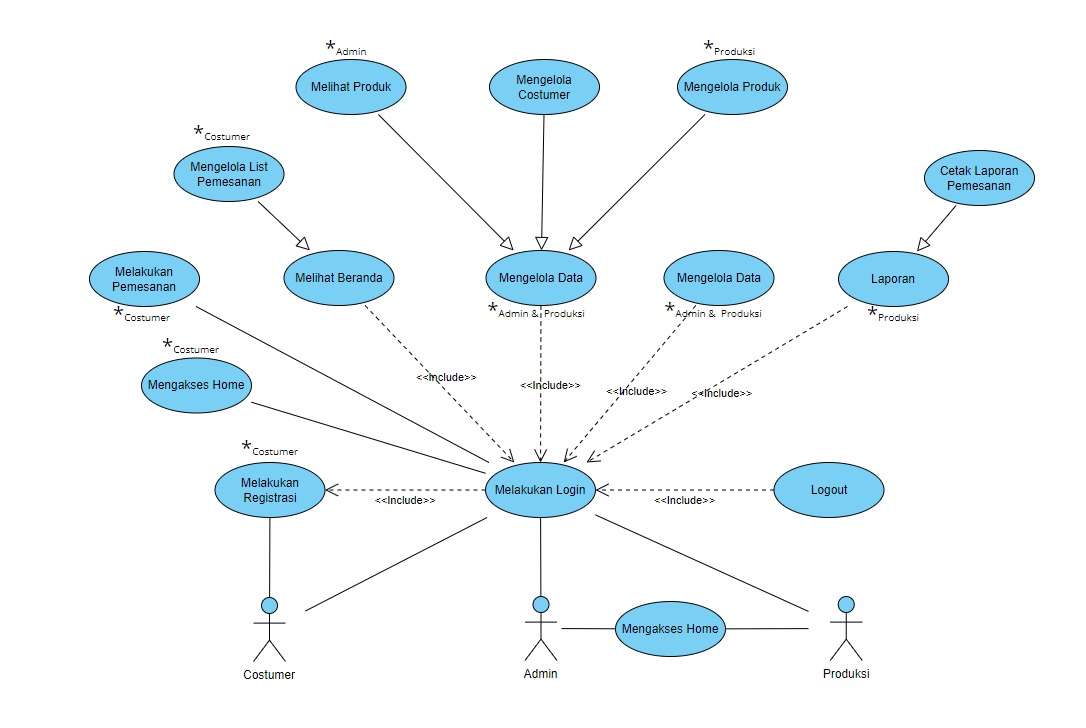 *Admin
*Produksi
Melihat Produk
Mengelola
Costumer
Mengelola Produk
*Costumer
Mengelola List
Pemesanan
Cetak Laporan
Pemesanan
Melakukan
Pemesanan
Melihat Beranda
Mengelola Data
Mengelola Data
Laporan
*Costumer
*Admin & Produksi
*Admin & Produksi
*Produksi
*Costumer
Mengakses Home
<<Include>>
<<Include>>
<<Include>>
<<Include>>
*Costumer
Melakukan
Registrasi
<<Include>>
Melakukan Login
<<Include>>
Logout
Mengakses Home
Costumer
Admin
Produksi